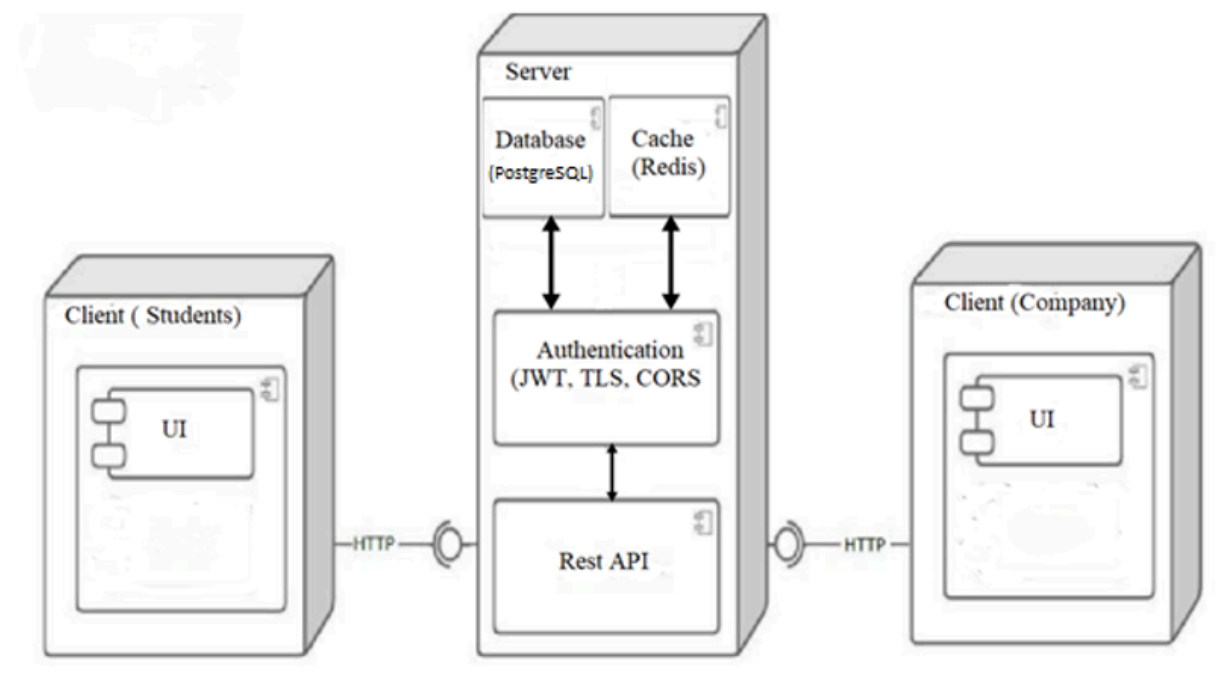 Server
Database
(PostgreSQL)
Cache
(Redis)
Client ( Students)
UI
Authentication
(JWT, TLS, CORS
Client (Company)
UI
HTTP
HTTP
Rest API